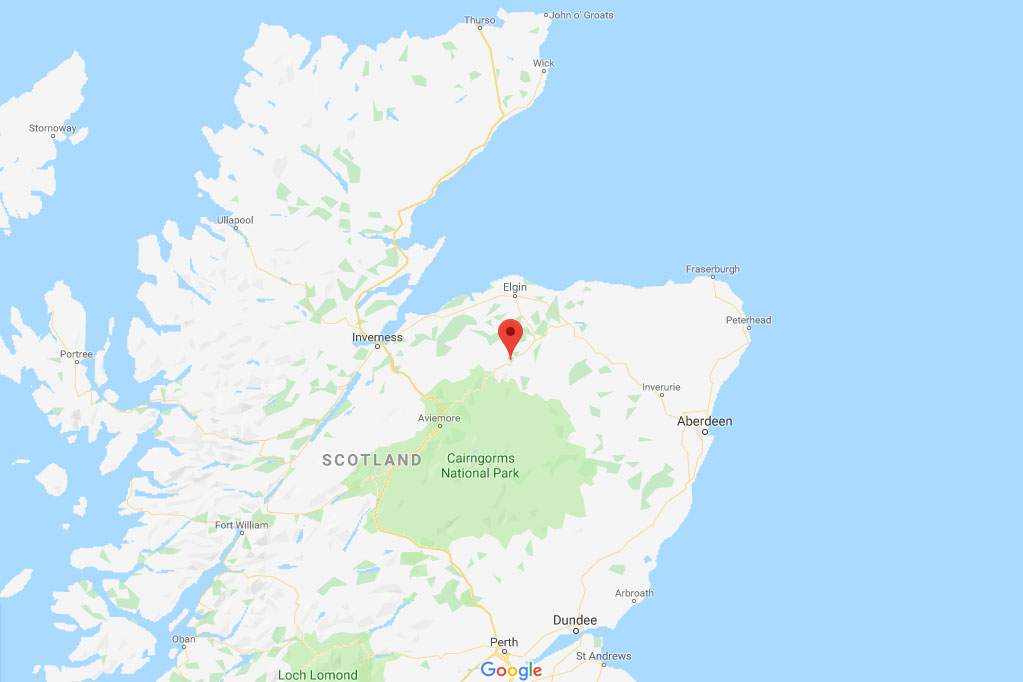 Thurso
John o' Groats
Wick
Stornoway
Ullapool
Fraserburgh
Elgin
Peterhead
Inverness
Portree
Inverurie
Aviemore
Aberdeen
SCOTLAND
Cairngorms
National Park
Fort William
Arbroath
Dundee
Oban
Perth
St Andrews
Google
Loch Lomond